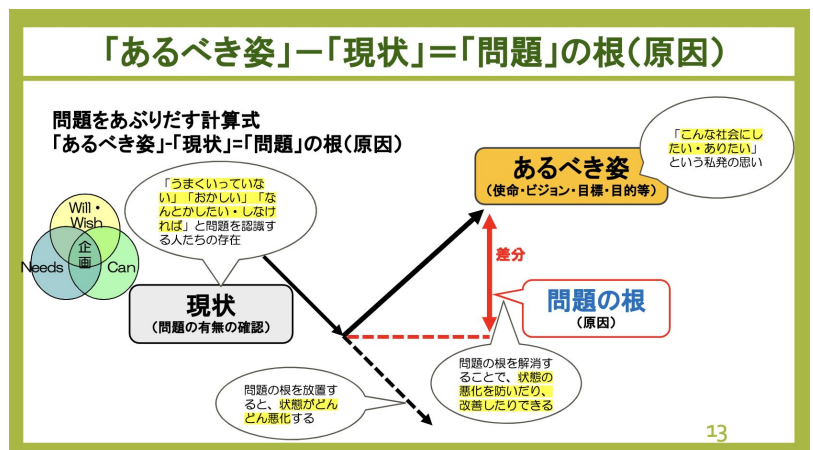 「あるべき姿」－「現状」＝「問題」の根（原因）
問題をあぶりだす計算式
「あるべき姿」-「現状」=「問題」の根（原因）
「こんな社会にし
たい・ありたい」
という私発の思い
あるべき姿
（使命・ビジョン・目標・目的等）
「うまくいっていな
い」「おかしい」「な
んとかしたい・しなけ
れば」と問題を認識す
る人たちの存在
Will・
Wish
企
画
Needs
Can
差分
現状
（問題の有無の確認）
問題の根
（原因）
問題の根を解消す
ることで、状態の
悪化を防いだり、
改善したりできる
問題の根を放置す
ると、状態がどん
どん悪化する
13